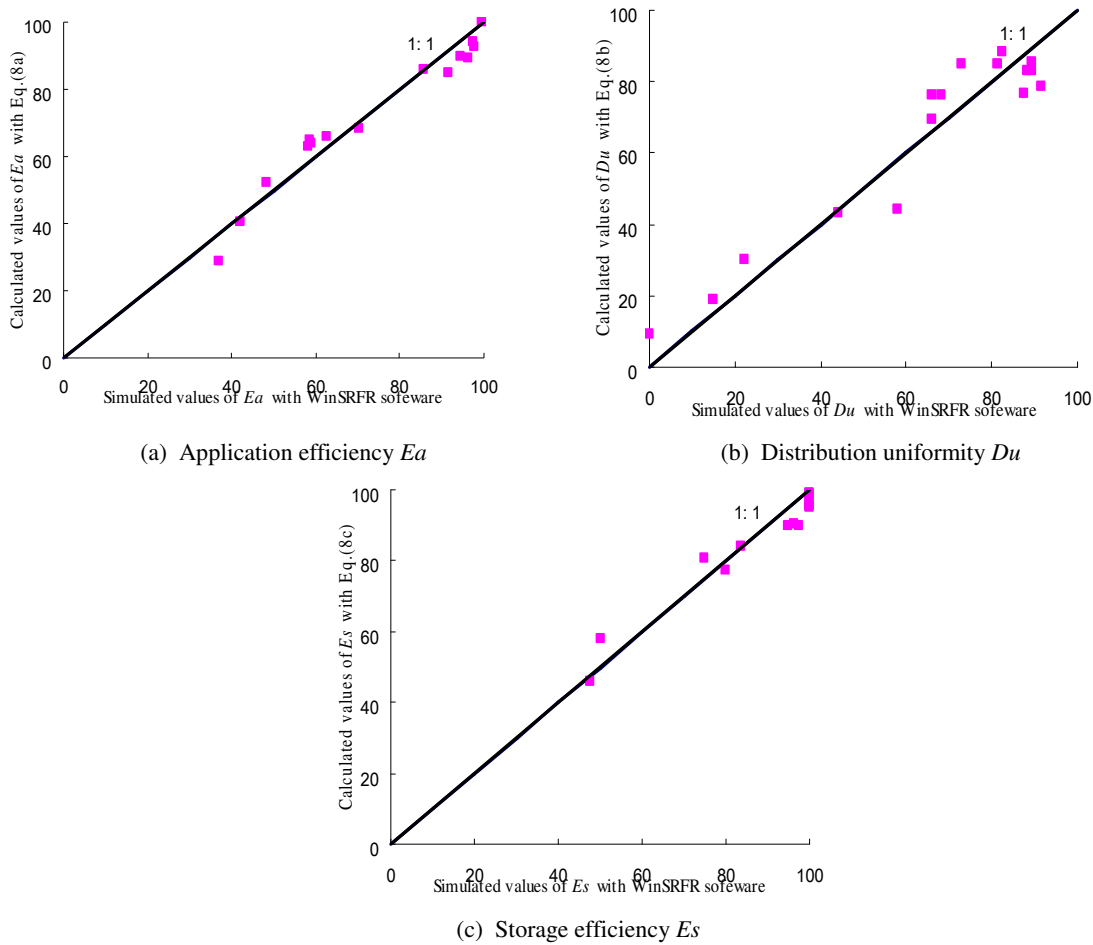 100
80
60
40
20
0
Calculated values of Ea with Eq.(8a)
1: 1
0 20 40 60 80 100
Simulated values of Ea with WinSRFR sofeware
(a) Application efficiency Ea
100
80
60
40
20
0
Calculated values of Du with Eq.(8b)
1: 1
0 20 40 60 80 100
Simulated values of Du with WinSRFR sofeware
(b) Distribution uniformity Du
100
80
60
40
20
0
Calculated values of Es with Eq.(8c)
1: 1
0 20 40 60 80 100
Simulated values of Es with WinSRFR sofeware
(c) Storage efficiency Es